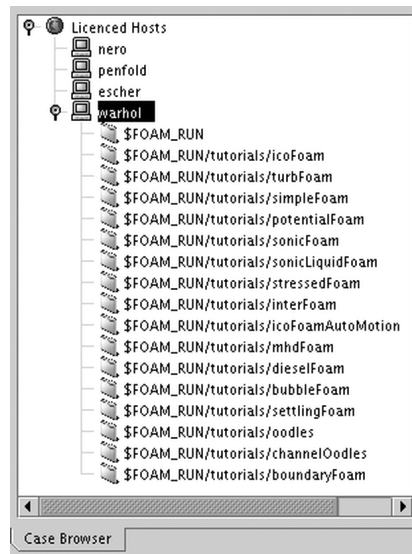 Licenced Hosts
nero
penfold
escher
warhol
$FOAM_RUN
$FOAM_RUN/tutorials/icoFoam
$FOAM_RUN/tutorials/turbFoam
$FOAM_RUN/tutorials/simpleFoam
$FOAM_RUN/tutorials/potentialFoam
$FOAM_RUN/tutorials/sonicFoam
$FOAM_RUN/tutorials/sonicLiquidFoam
$FOAM_RUN/tutorials/stressedFoam
$FOAM_RUN/tutorials/interFoam
$FOAM_RUN/tutorials/icoFoamAutoMotion
$FOAM_RUN/tutorials/mhdFoam
$FOAM_RUN/tutorials/dieselFoam
$FOAM_RUN/tutorials/bubbleFoam
$FOAM_RUN/tutorials/settlingFoam
$FOAM_RUN/tutorials/oodles
$FOAM_RUN/tutorials/channelOodles
$FOAM_RUN/tutorials/boundaryFoam
Case Browser